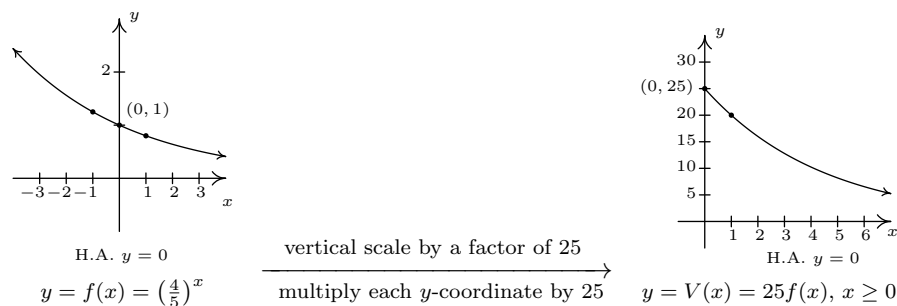 y
2
(0, 1)
−3 −2 −1 1 2 3
x
H.A. y = 0
y = f(x) = (4/5)^x
vertical scale by a factor of 25
multiply each y-coordinate by 25
y
30
(0, 25)
20
15
10
5
1 2 3 4 5 6
x
H.A. y = 0
y = V(x) = 25f(x), x ≥ 0